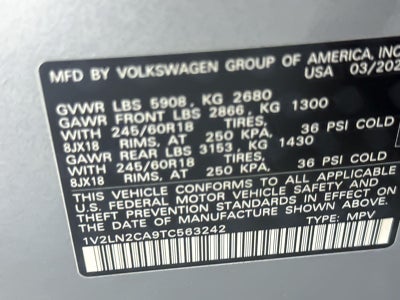 MFD BY VOLKSWAGEN GROUP OF AMERICA, INC
USA 03/202
GVWR LBS 5908, KG 2680
GAWR FRONT LBS 2866, KG 1300
WITH 245/60R18 TIRES,
8JX18 RIMS, AT 250 KPA, 36 PSI COLD
GAWR REAR LBS 3153, KG 1430
WITH 245/60R18 TIRES,
8JX18 RIMS, AT 250 KPA, 36 PSI COLD
THIS VEHICLE CONFORMS TO ALL APPLICABLE
U.S. FEDERAL MOTOR VEHICLE SAFETY AND
THEFT PREVENTION STANDARDS IN EFFECT ON
THE DATE OF MANUFACTURE SHOWN ABOVE.
1V2LN2CA9TC563242 TYPE: MPV